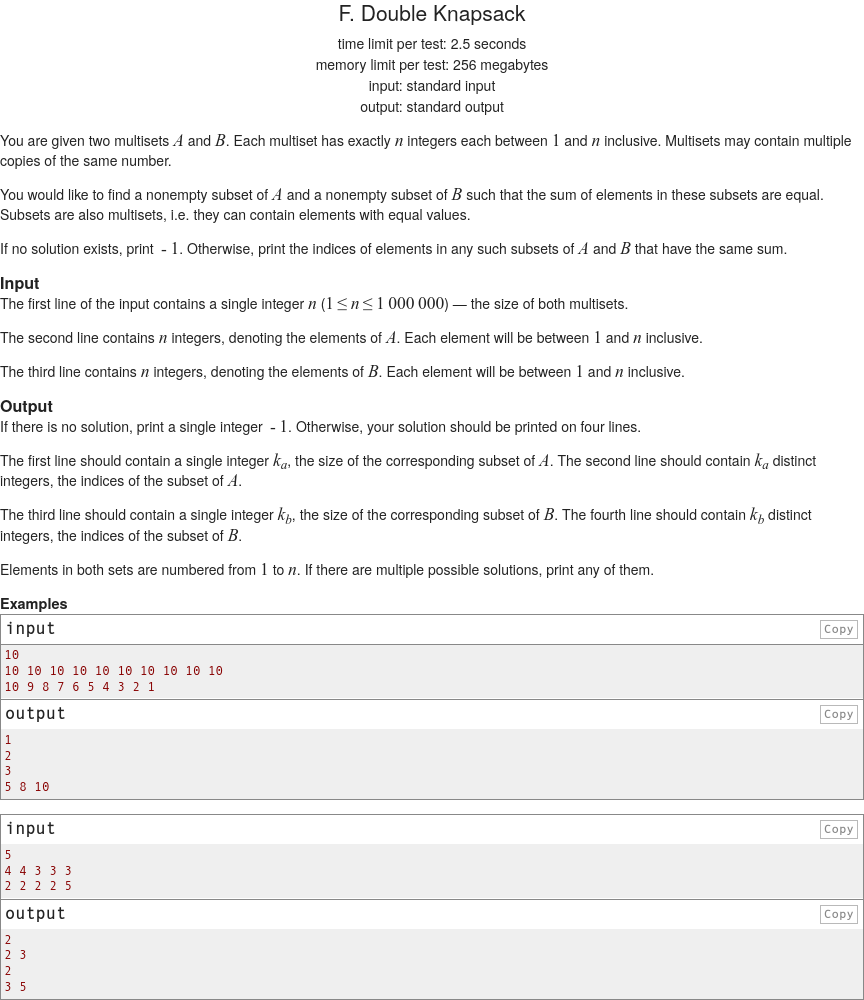 F. Double Knapsack
time limit per test: 2.5 seconds
memory limit per test: 256 megabytes
input: standard input
output: standard output
You are given two multisets A and B. Each multiset has exactly n integers each between 1 and n inclusive. Multisets may contain multiple
copies of the same number.
You would like to find a nonempty subset of A and a nonempty subset of B such that the sum of elements in these subsets are equal.
Subsets are also multisets, i.e. they can contain elements with equal values.
If no solution exists, print  - 1. Otherwise, print the indices of elements in any such subsets of A and B that have the same sum.
Input
The first line of the input contains a single integer n (1 ≤ n ≤ 1 000 000) — the size of both multisets.
The second line contains n integers, denoting the elements of A. Each element will be between 1 and n inclusive.
The third line contains n integers, denoting the elements of B. Each element will be between 1 and n inclusive.
Output
If there is no solution, print a single integer  - 1. Otherwise, your solution should be printed on four lines.
The first line should contain a single integer ka, the size of the corresponding subset of A. The second line should contain ka distinct
integers, the indices of the subset of A.
The third line should contain a single integer kb, the size of the corresponding subset of B. The fourth line should contain kb distinct
integers, the indices of the subset of B.
Elements in both sets are numbered from 1 to n. If there are multiple possible solutions, print any of them.
Examples
input Copy
10
10 10 10 10 10 10 10 10 10 10
10 9 8 7 6 5 4 3 2 1
output Copy
1
2
3
5 8 10
input Copy
5
4 4 3 3 3
2 2 2 2 5
output Copy
2
2 3
2
3 5